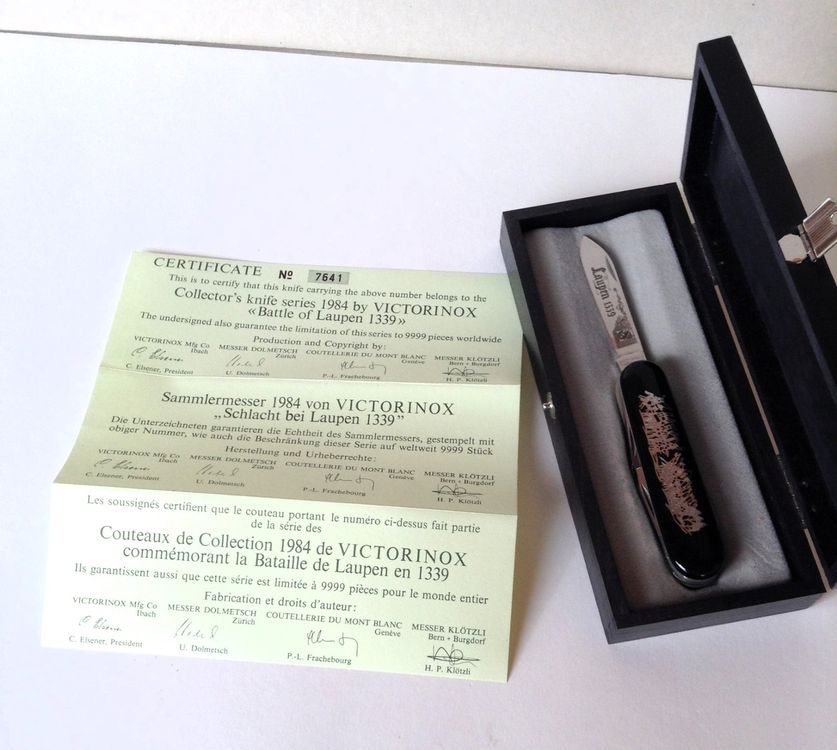 CERTIFICATE Nº 7641
This is to certify that this knife carrying the above number belongs to the
Collector's knife series 1984 by VICTORINOX
«Battle of Laupen 1339»
The undersigned also guarantee the limitation of this series to 9999 pieces worldwide
Production and Copyright by:
VICTORINOX Mfg Co MESSER DOLMETSCH COUTELLERIE DU MONT BLANC MESSER KLÖTZLI
Ibach Zürich Genève Bern + Burgdorf
C. Elsener, President U. Dolmetsch P.-L. Frachebourg H. P. Klötzli
Sammlermesser 1984 von VICTORINOX
„Schlacht bei Laupen 1339”
Die Unterzeichneten garantieren die Echtheit des Sammlermessers, gestempelt mit
obiger Nummer, wie auch die Beschränkung dieser Serie auf weltweit 9999 Stück
Herstellung und Urheberrechte:
VICTORINOX Mfg Co MESSER DOLMETSCH COUTELLERIE DU MONT BLANC MESSER KLÖTZLI
Ibach Zürich Genève Bern + Burgdorf
C. Elsener, President U. Dolmetsch P.-L. Frachebourg H. P. Klötzli
Les soussignés certifient que le couteau portant le numéro ci-dessus fait partie
de la série des
Couteaux de Collection 1984 de VICTORINOX
commémorant la Bataille de Laupen en 1339
Ils garantissent aussi que cette série est limitée à 9999 pièces pour le monde entier
Fabrication et droits d'auteur:
VICTORINOX Mfg Co MESSER DOLMETSCH COUTELLERIE DU MONT BLANC MESSER KLÖTZLI
Ibach Zürich Genève Bern + Burgdorf
C. Elsener, President U. Dolmetsch P.-L. Frachebourg H. P. Klötzli
Laupen 1339